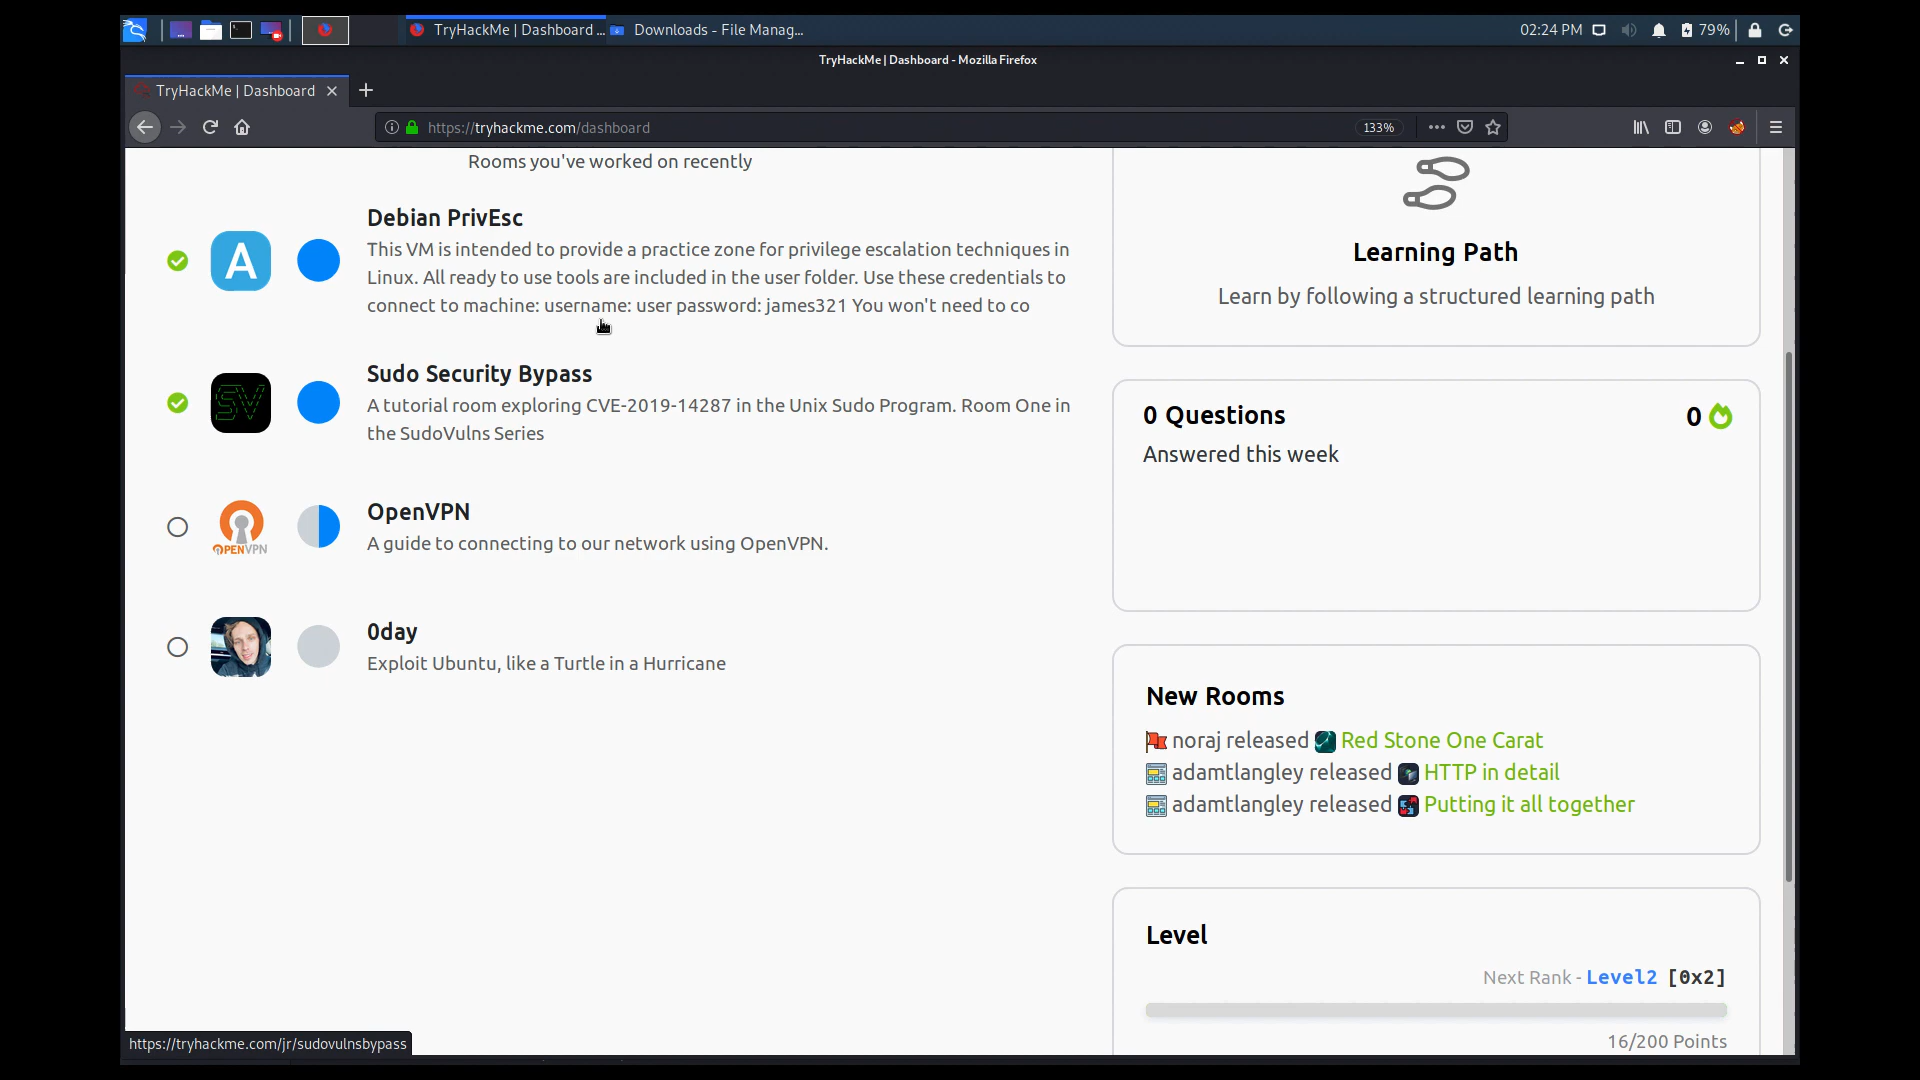 TryHackMe | Dashboard ...
Downloads - File Manag...
02:24 PM
79%
TryHackMe | Dashboard - Mozilla Firefox
TryHackMe | Dashboard
https://tryhackme.com/dashboard
133%
Rooms you've worked on recently
Debian PrivEsc
This VM is intended to provide a practice zone for privilege escalation techniques in
Linux. All ready to use tools are included in the user folder. Use these credentials to
connect to machine: username: user password: james321 You won't need to co
A
Sudo Security Bypass
A tutorial room exploring CVE-2019-14287 in the Unix Sudo Program. Room One in
the SudoVulns Series
SV
OpenVPN
A guide to connecting to our network using OpenVPN.
OPENVPN
0day
Exploit Ubuntu, like a Turtle in a Hurricane
Learning Path
Learn by following a structured learning path
0 Questions
0
Answered this week
New Rooms
noraj released Red Stone One Carat
adamtlangley released HTTP in detail
adamtlangley released Putting it all together
Level
Next Rank - Level2 [0x2]
16/200 Points
https://tryhackme.com/jr/sudovulnsbypass